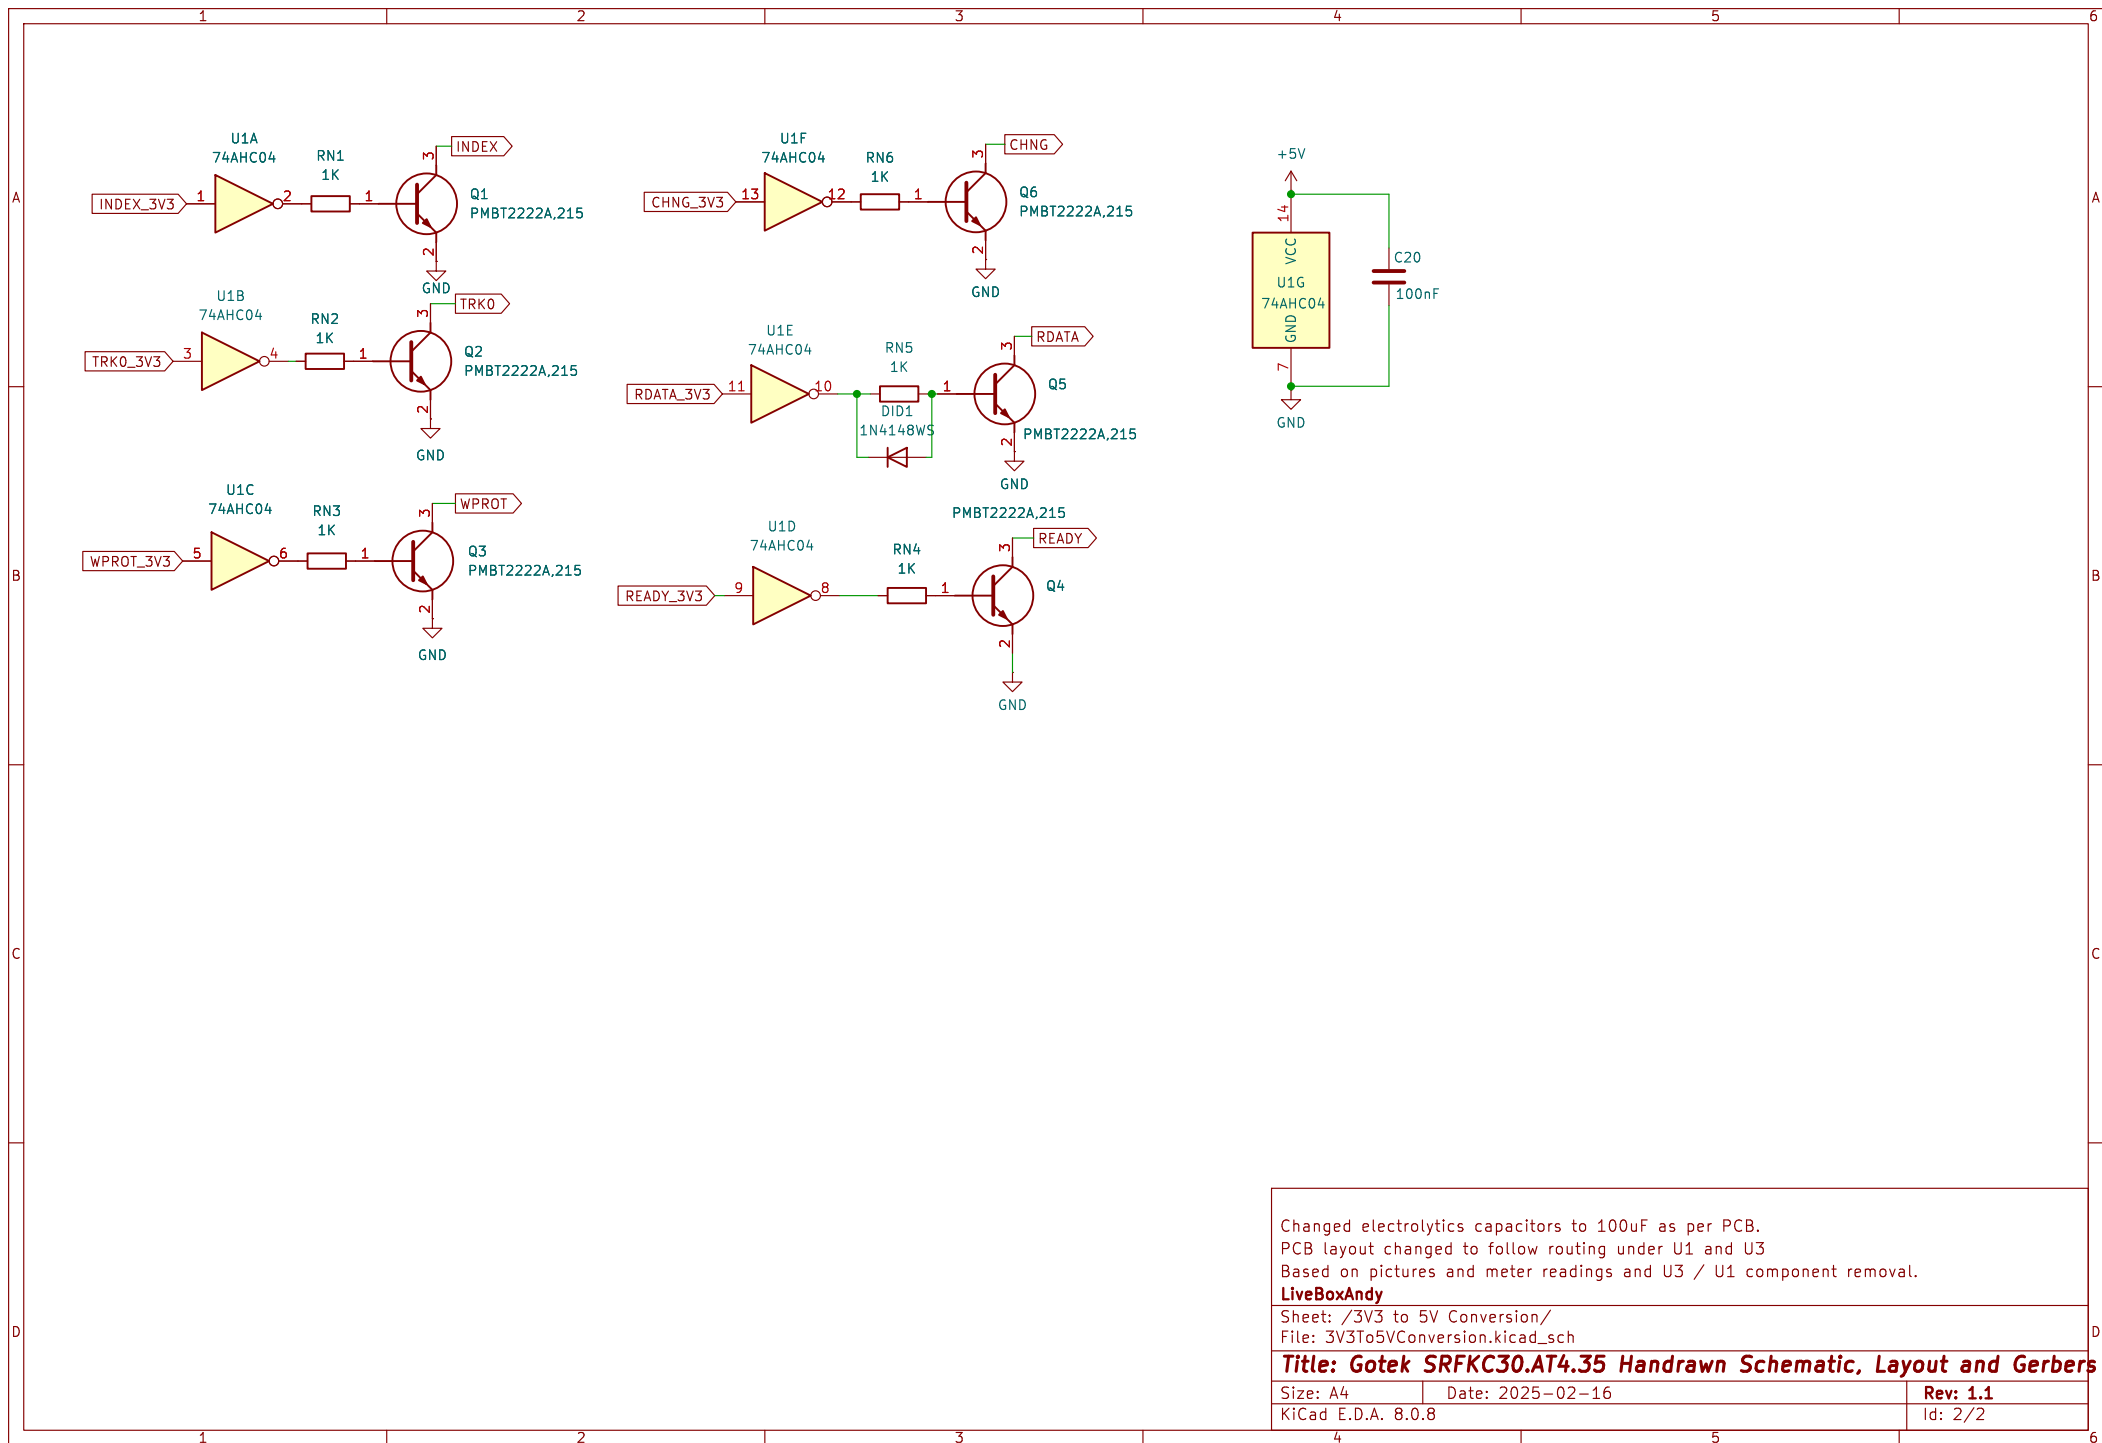 1 2 3 4 5 6
A
A
U1A
74AHC04
RN1
1K
INDEX_3V3
1
2
1
3
2
INDEX
Q1
PMBT2222A,215
GND
U1F
74AHC04
RN6
1K
CHNG_3V3
13
12
1
3
2
CHNG
Q6
PMBT2222A,215
GND
+5V
14
VCC
U1G
74AHC04
GND
7
GND
C20
100nF
U1B
74AHC04
RN2
1K
TRK0_3V3
3
4
1
3
2
TRK0
Q2
PMBT2222A,215
GND
U1E
74AHC04
RN5
1K
RDATA_3V3
11
10
1
3
2
RDATA
DID1
1N4148WS
Q5
PMBT2222A,215
GND
U1C
74AHC04
RN3
1K
WPROT_3V3
5
6
1
3
2
WPROT
Q3
PMBT2222A,215
GND
PMBT2222A,215
U1D
74AHC04
RN4
1K
READY_3V3
9
8
1
3
2
READY
Q4
GND
B
B
C
C
D
D
Changed electrolytics capacitors to 100uF as per PCB.
PCB layout changed to follow routing under U1 and U3
Based on pictures and meter readings and U3 / U1 component removal.
LiveBoxAndy
Sheet: /3V3 to 5V Conversion/
File: 3V3To5VConversion.kicad_sch
Title: Gotek SRFKC30.AT4.35 Handrawn Schematic, Layout and Gerbers
Size: A4
Date: 2025-02-16
Rev: 1.1
KiCad E.D.A. 8.0.8
Id: 2/2
1 2 3 4 5 6